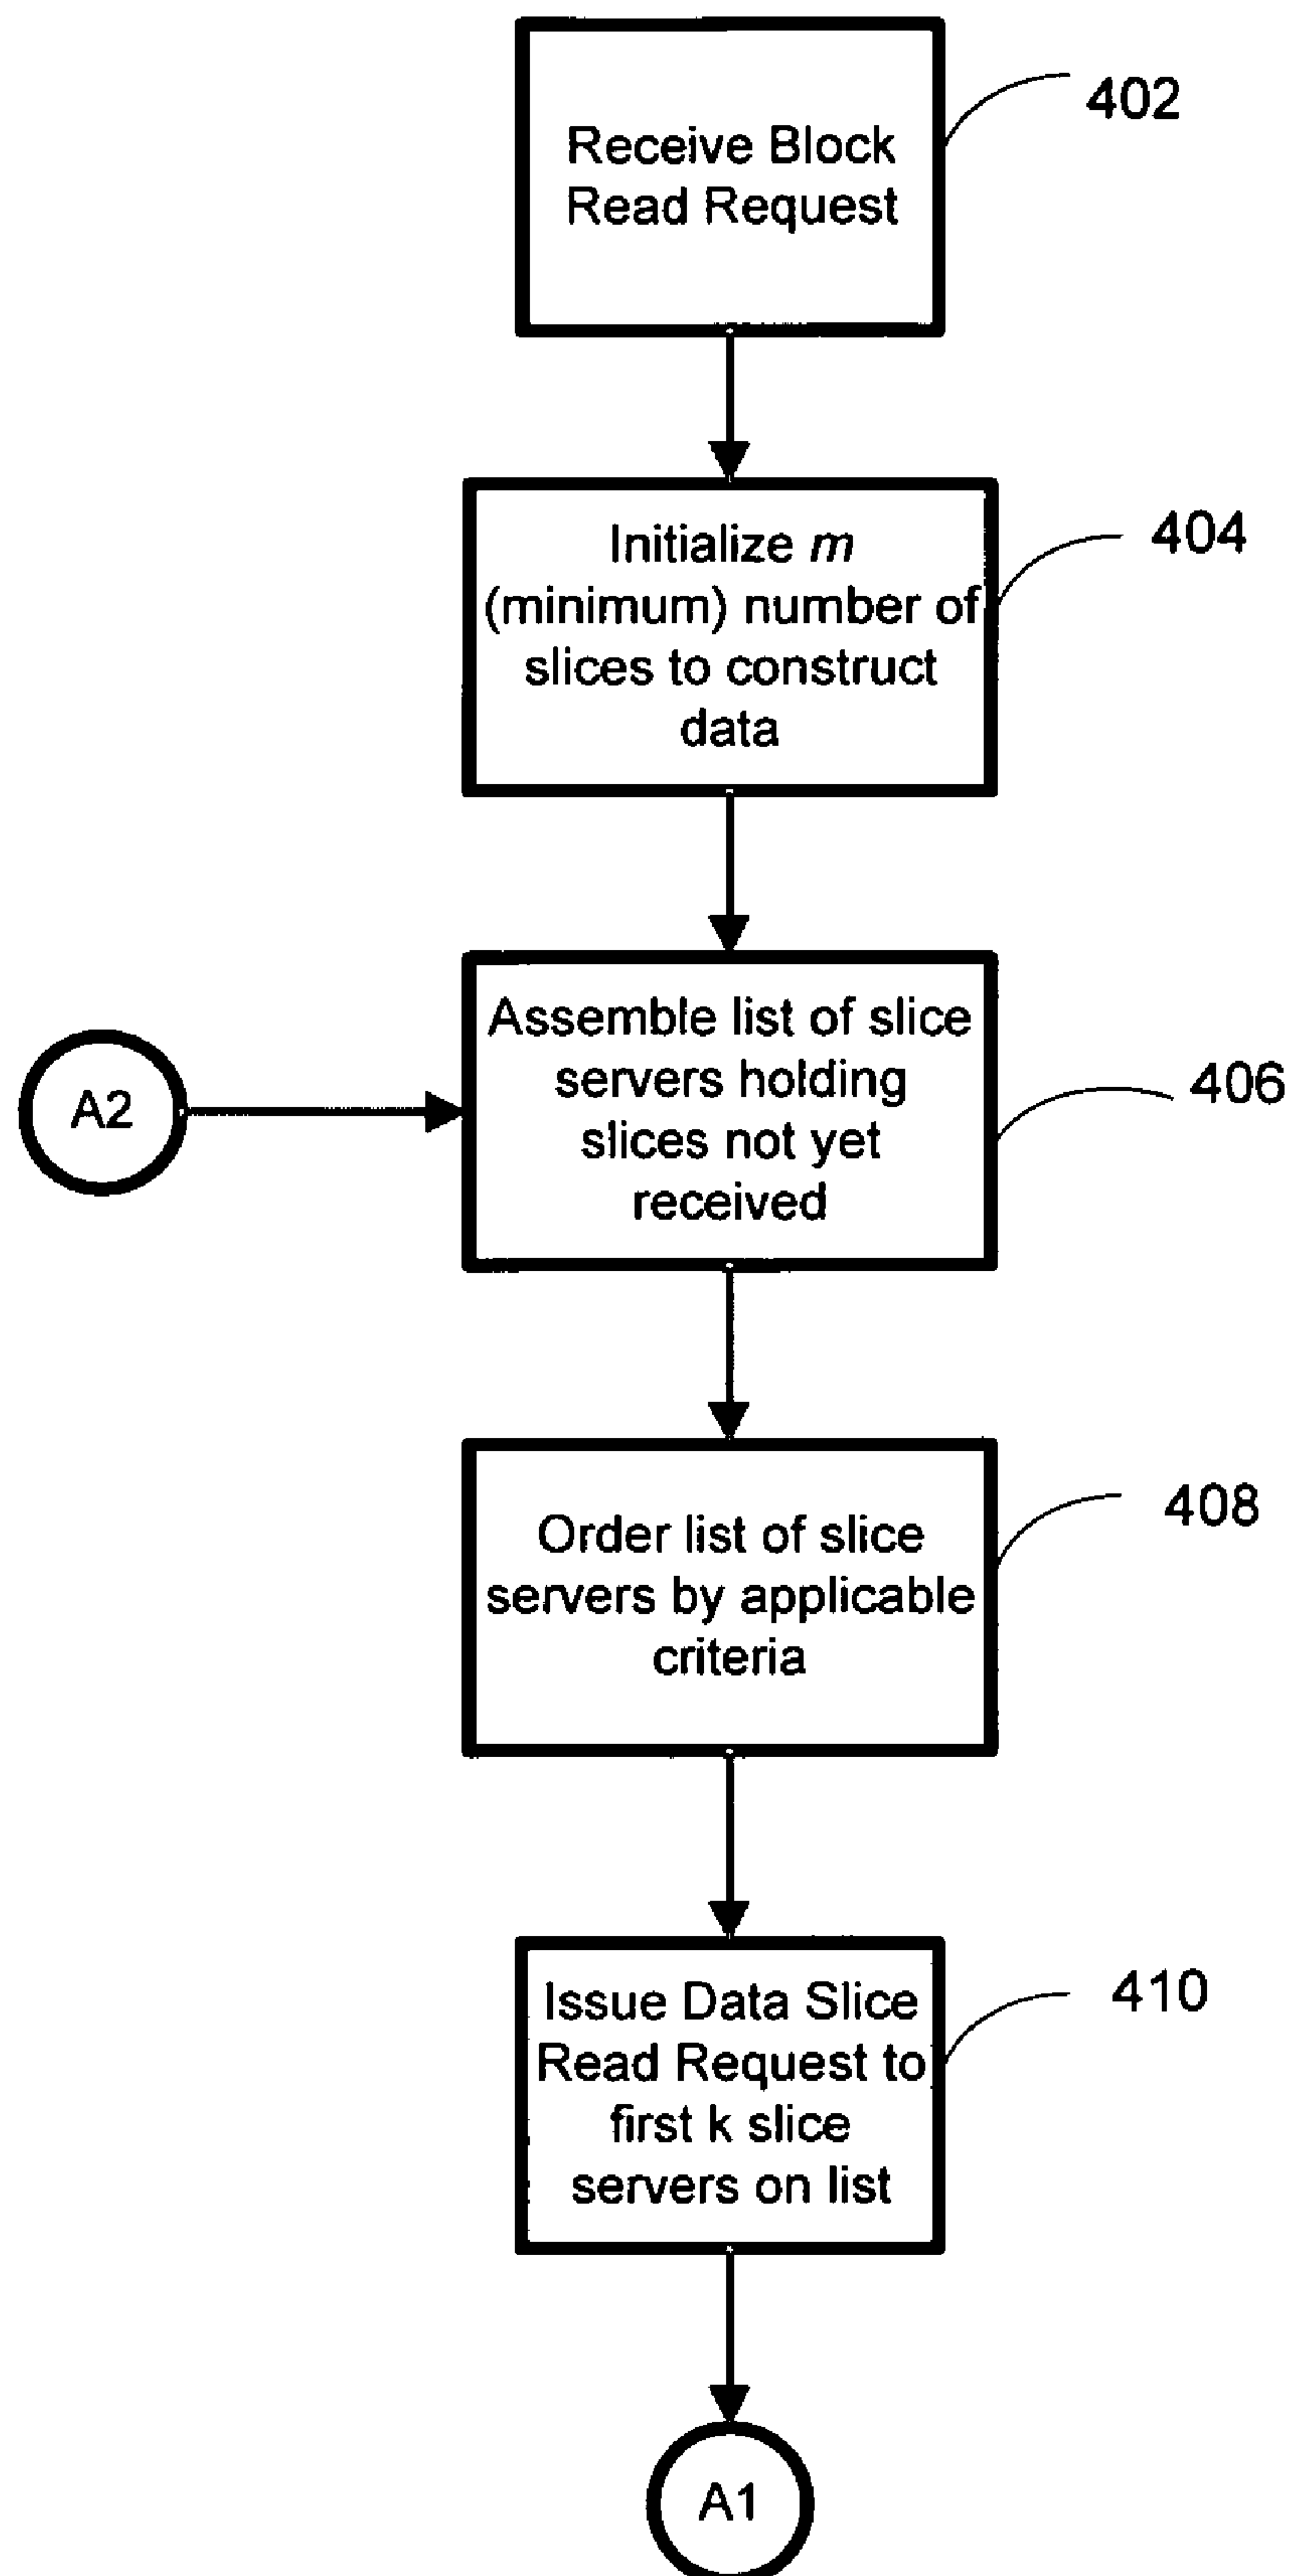 Receive Block
Read Request
402
Initialize m
(minimum) number of
slices to construct
data
404
Assemble list of slice
servers holding
slices not yet
received
406
A2
Order list of slice
servers by applicable
criteria
408
Issue Data Slice
Read Request to
first k slice
servers on list
410
A1